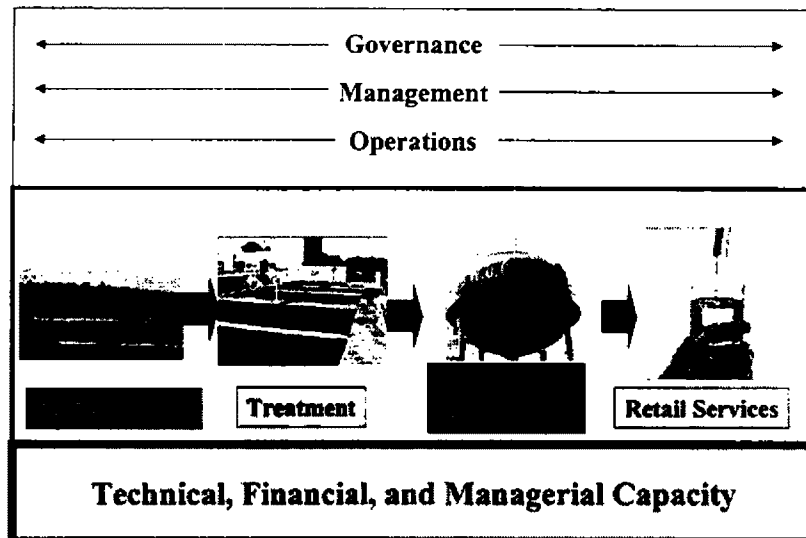 Governance
Management
Operations
Treatment
Retail Services
Technical, Financial, and Managerial Capacity